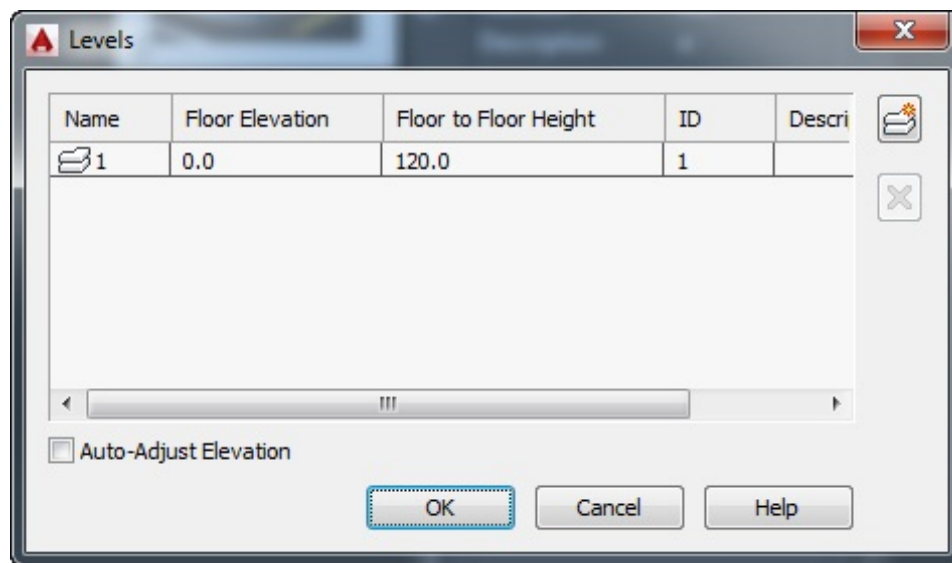 Levels
Name Floor Elevation Floor to Floor Height ID Descri
1 0.0 120.0 1
Auto-Adjust Elevation
OK Cancel Help